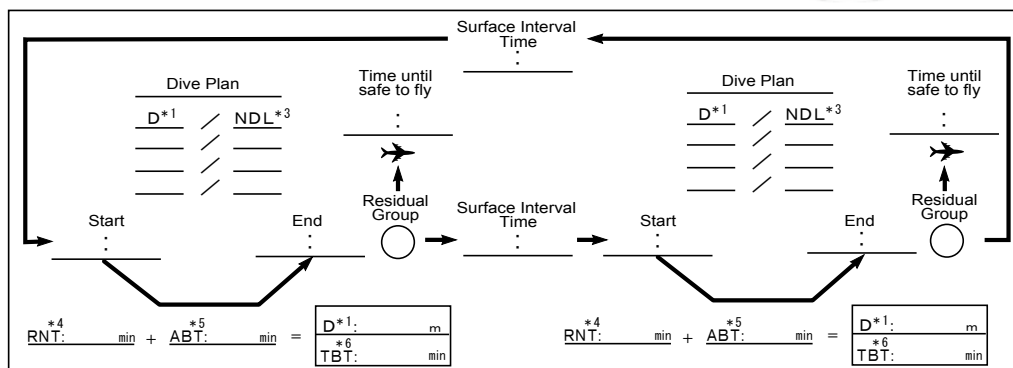 Surface Interval
Time
:
Dive Plan
D*1 / NDL*3
Time until
safe to fly
:
Dive Plan
D*1 / NDL*3
Time until
safe to fly
:
Start
:
End
:
Residual
Group
Surface Interval
Time
:
Start
:
End
:
Residual
Group
RNT:*4 min + ABT:*5 min = D*1: m
TBT:*6 min
RNT:*4 min + ABT:*5 min = D*1: m
TBT:*6 min